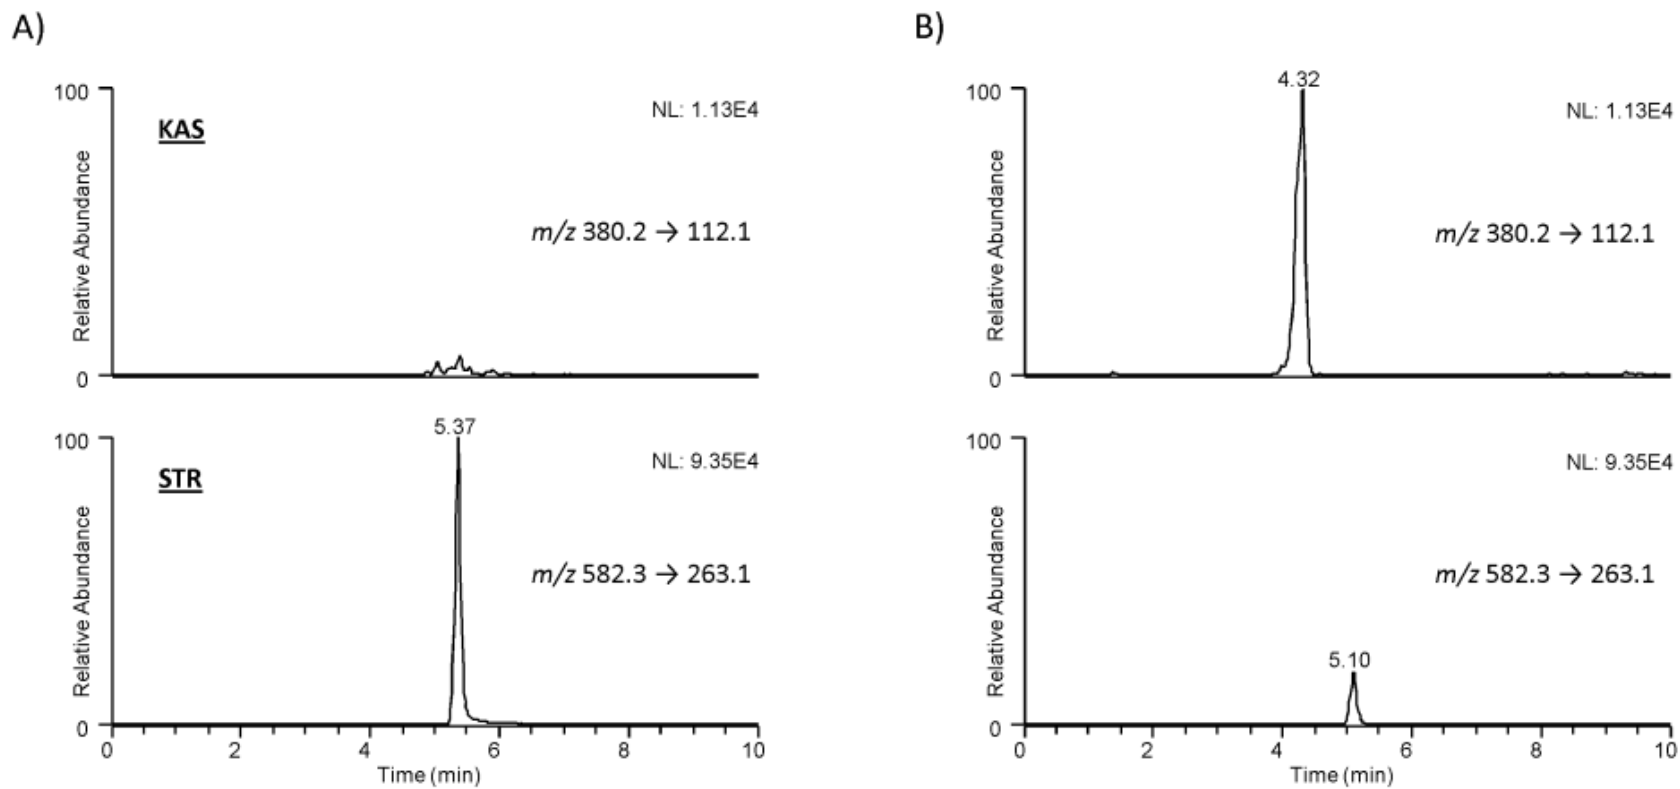 A)
B)
100
KAS
NL: 1.13E4
m/z 380.2 → 112.1
Relative Abundance
0
4.32
100
NL: 1.13E4
m/z 380.2 → 112.1
Relative Abundance
0
5.37
100
STR
NL: 9.35E4
m/z 582.3 → 263.1
Relative Abundance
0
0 2 4 6 8 10
Time (min)
100
NL: 9.35E4
m/z 582.3 → 263.1
5.10
Relative Abundance
0
0 2 4 6 8 10
Time (min)